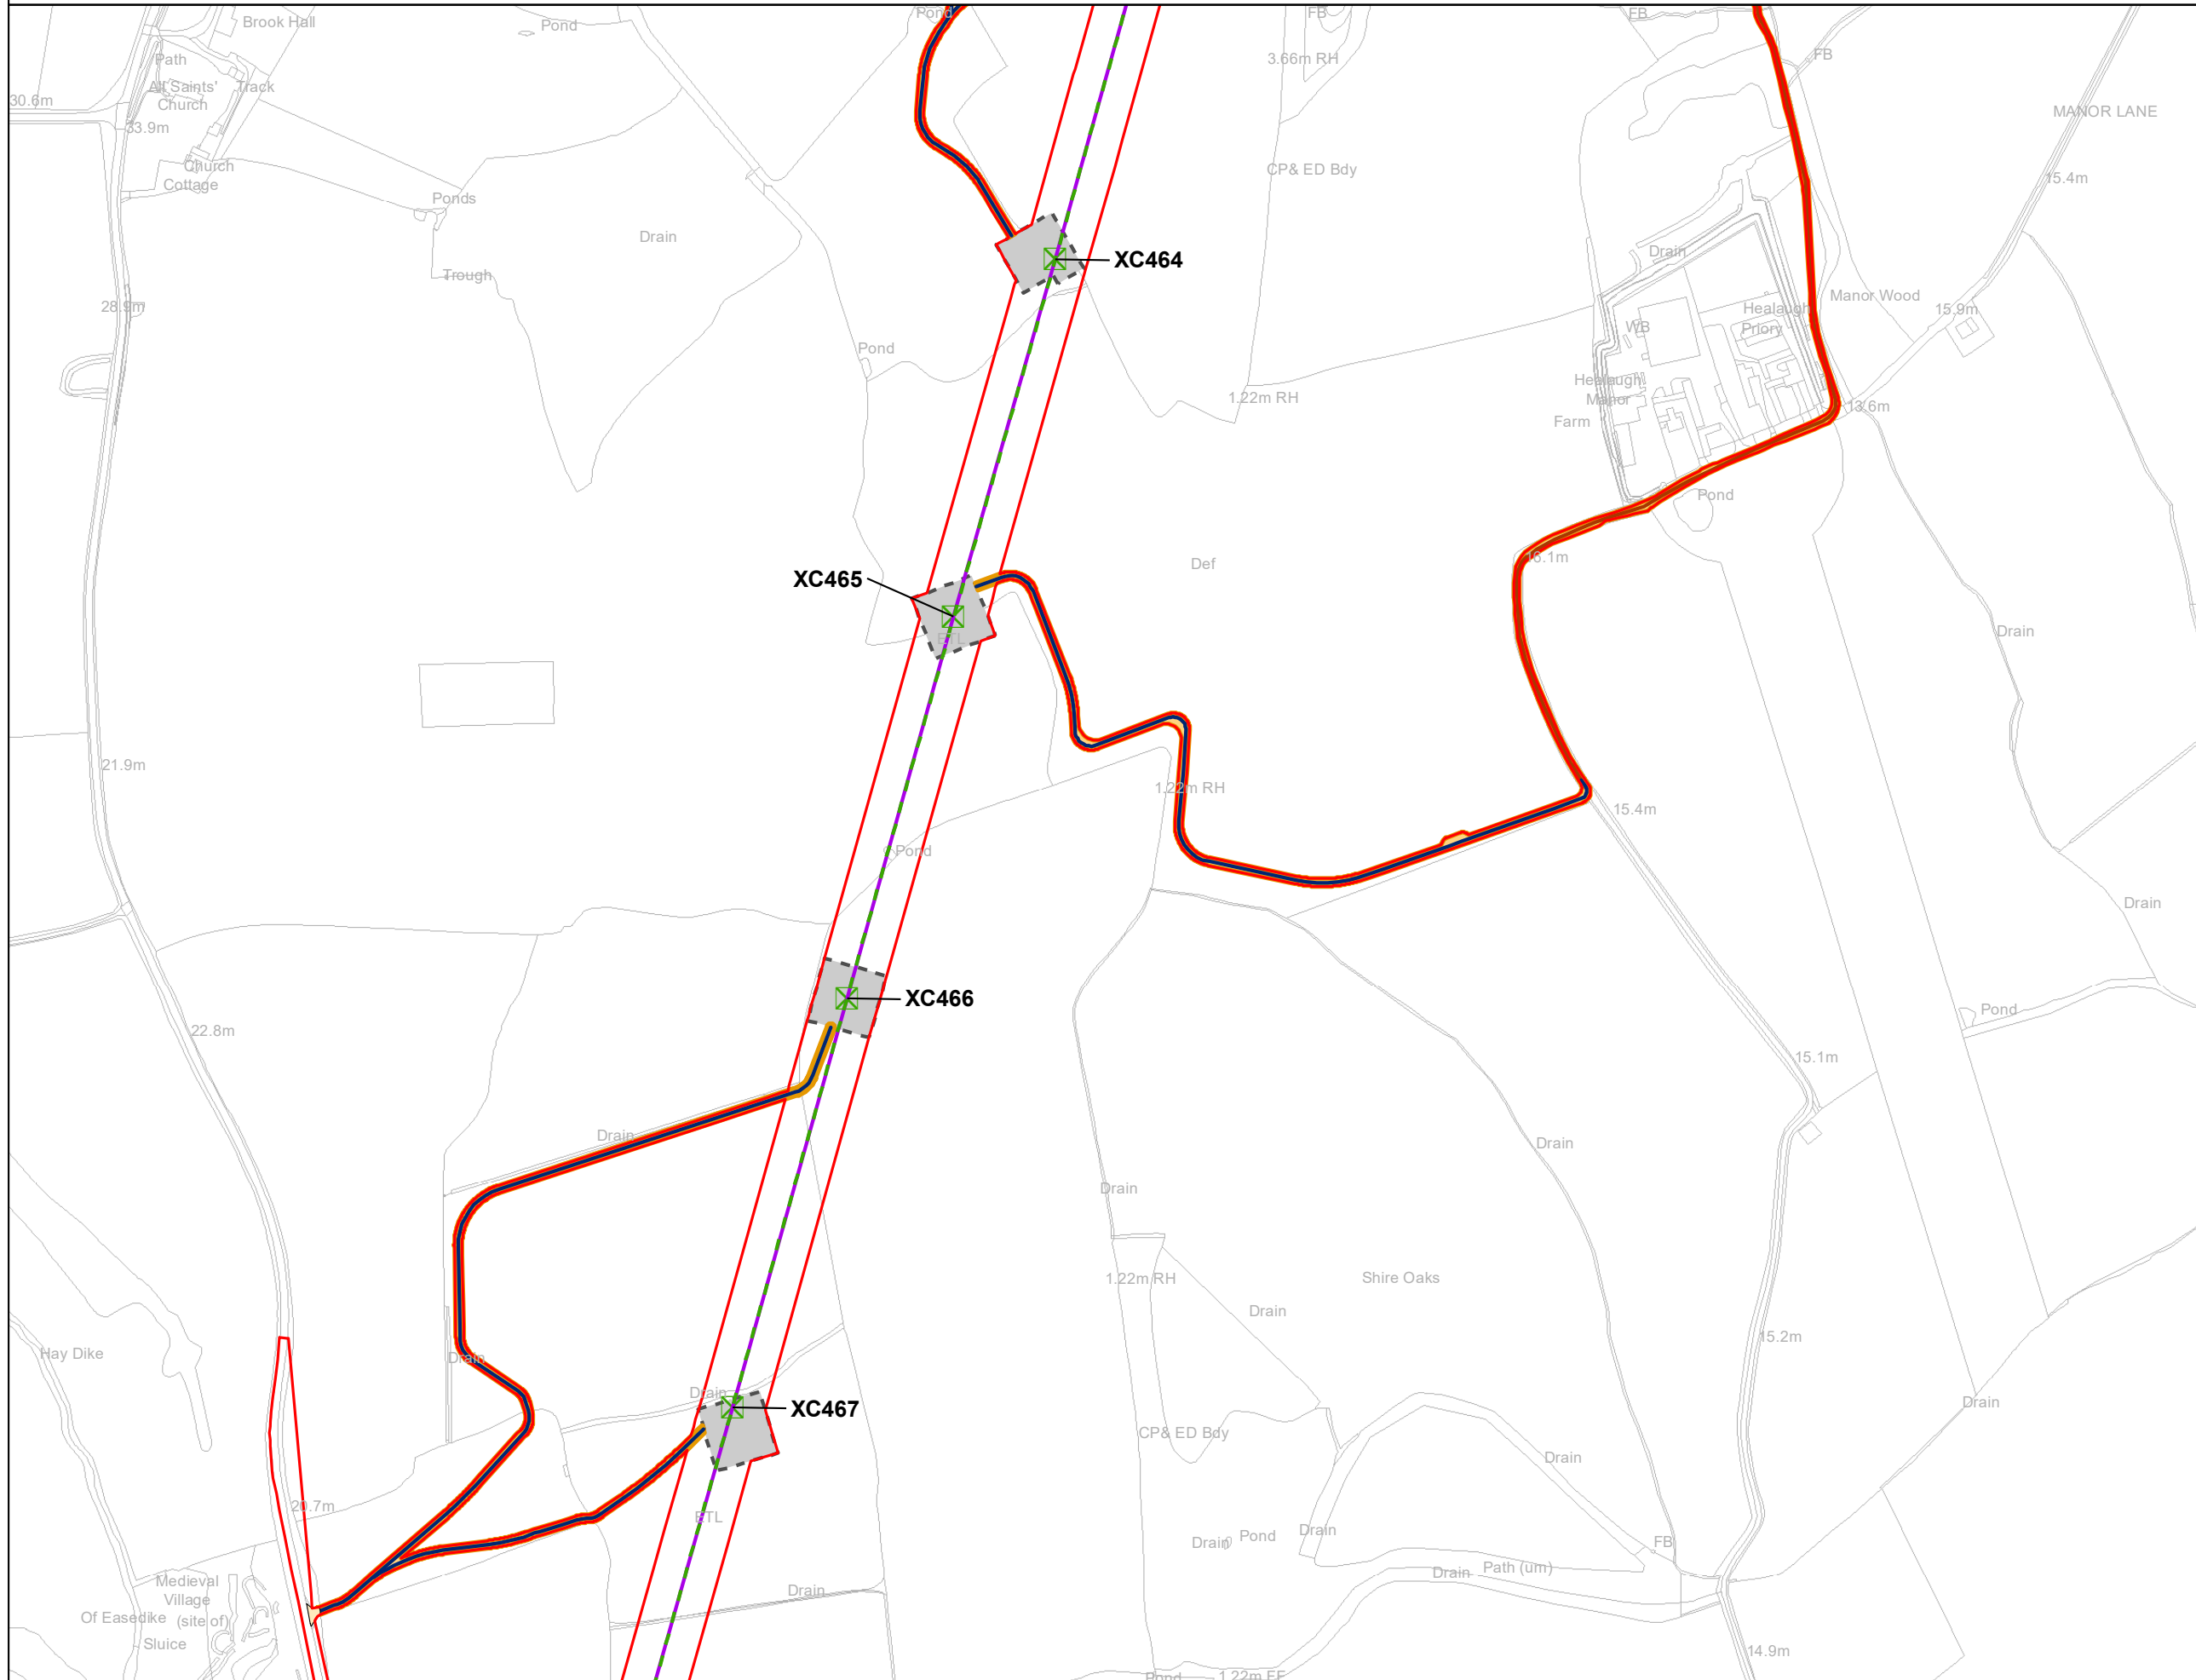 Pond
FB
FB
Brook Hall
Pond
Path
3.66m RH
FB
All Saints'
Church
Track
30.6m
33.9m
MANOR LANE
Church
Cottage
CP& ED Bdy
15.4m
Ponds
Drain
Drain
XC464
Trough
28.9m
Manor Wood
Healaugh
Priory
15.9m
WB
Pond
Healaugh
Manor
Farm
1.22m RH
13.6m
Pond
16.1m
Def
XC465
ETL
Drain
21.9m
1.22m RH
15.4m
Pond
Drain
XC466
Pond
22.8m
15.1m
Drain
Drain
Drain
1.22m RH
Shire Oaks
Drain
15.2m
Hay Dike
Drain
Drain
XC467
Drain
CP& ED Bdy
Drain
20.7m
ETL
Drain
Pond
Drain
FB
Drain
Path (um)
Medieval
Village
Of Easedike
(site of)
Drain
Sluice
14.9m
Pond
1.22m FF